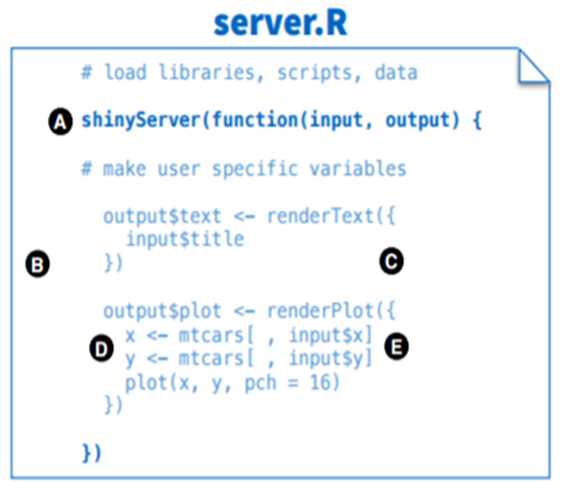 server.R
# load libraries, scripts, data
A shinyServer(function(input, output) {
# make user specific variables
output$text <- renderText({
input$title
B }) C
output$plot <- renderPlot({
x <- mtcars[ , input$x]
D E
y <- mtcars[ , input$y]
plot(x, y, pch = 16)
})
})